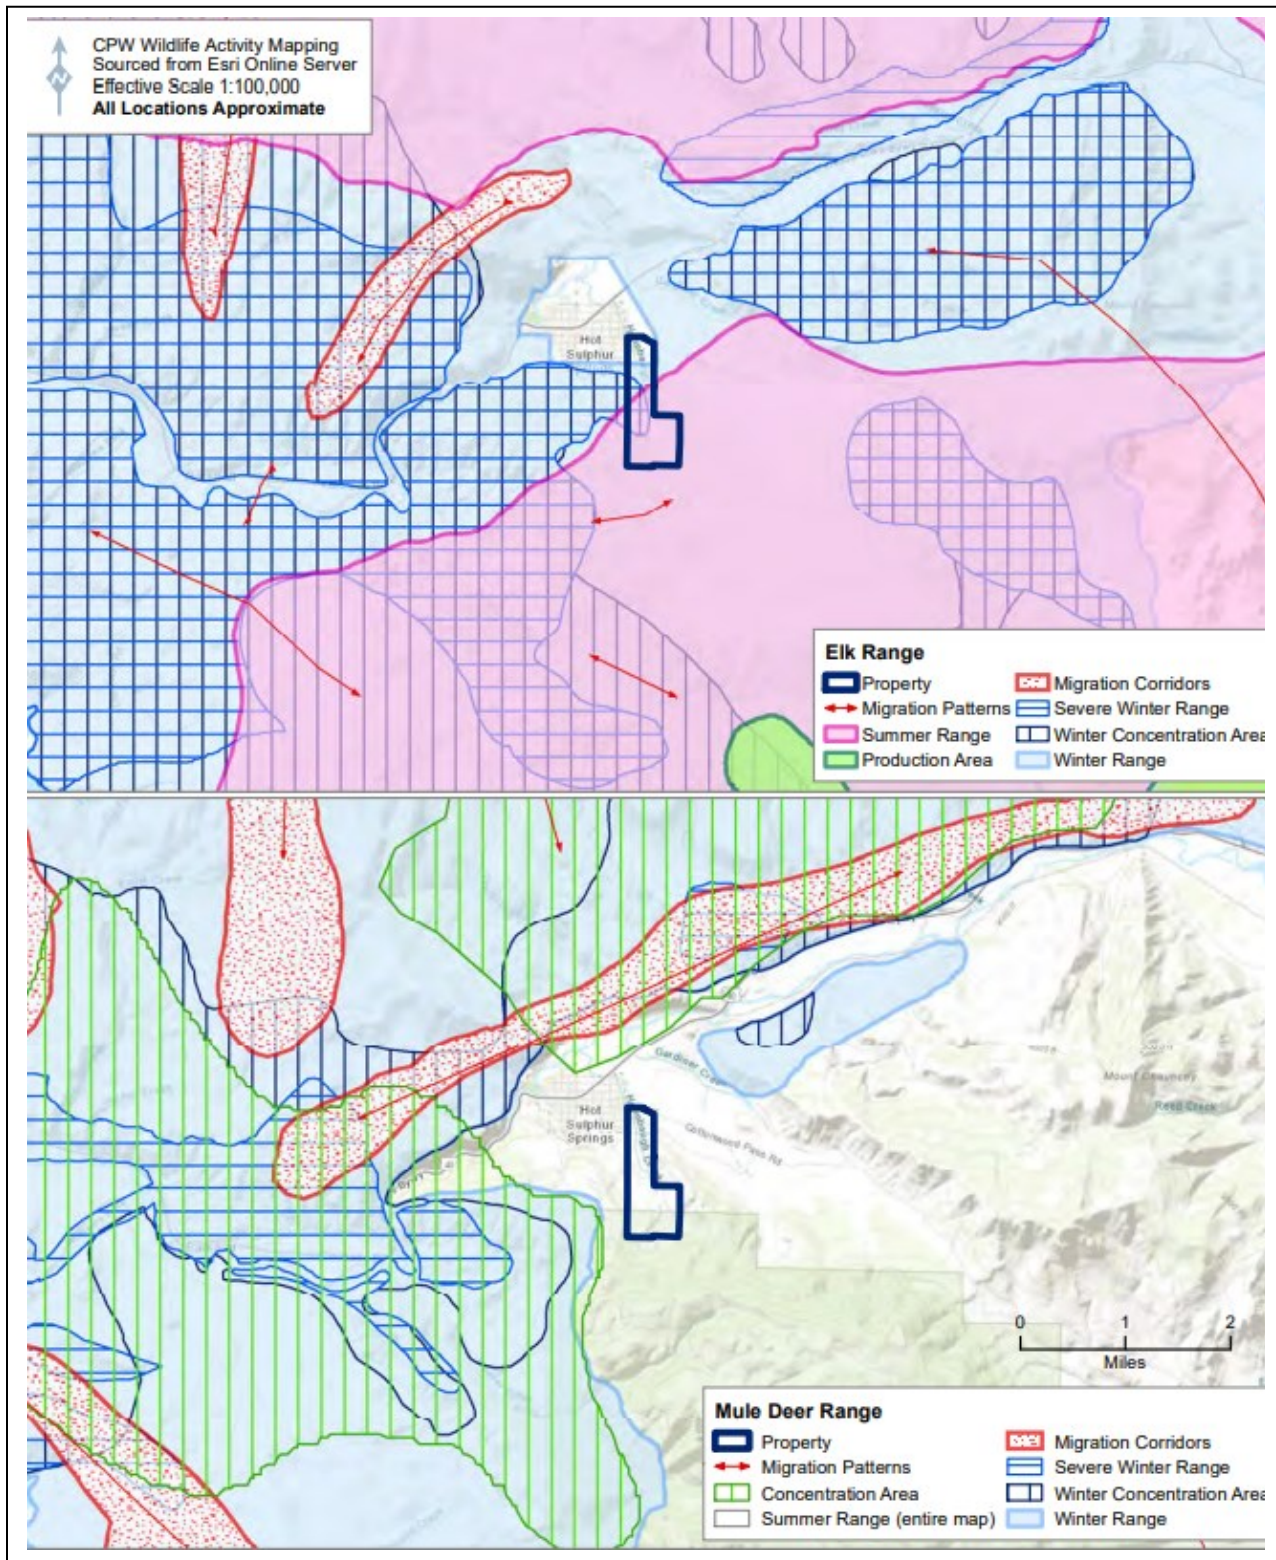 N
CPW Wildlife Activity Mapping
Sourced from Esri Online Server
Effective Scale 1:100,000
All Locations Approximate
Hot
Sulphur
Elk Range
Property
Migration Corridors
Migration Patterns
Severe Winter Range
Summer Range
Winter Concentration Area
Production Area
Winter Range
Gardiner Creek
Hot
Sulphur
Springs
Cottonwood Pass Rd
Mount Chauncey
Reed Creek
0 1 2
Miles
Mule Deer Range
Property
Migration Corridors
Migration Patterns
Severe Winter Range
Concentration Area
Winter Concentration Area
Summer Range (entire map)
Winter Range